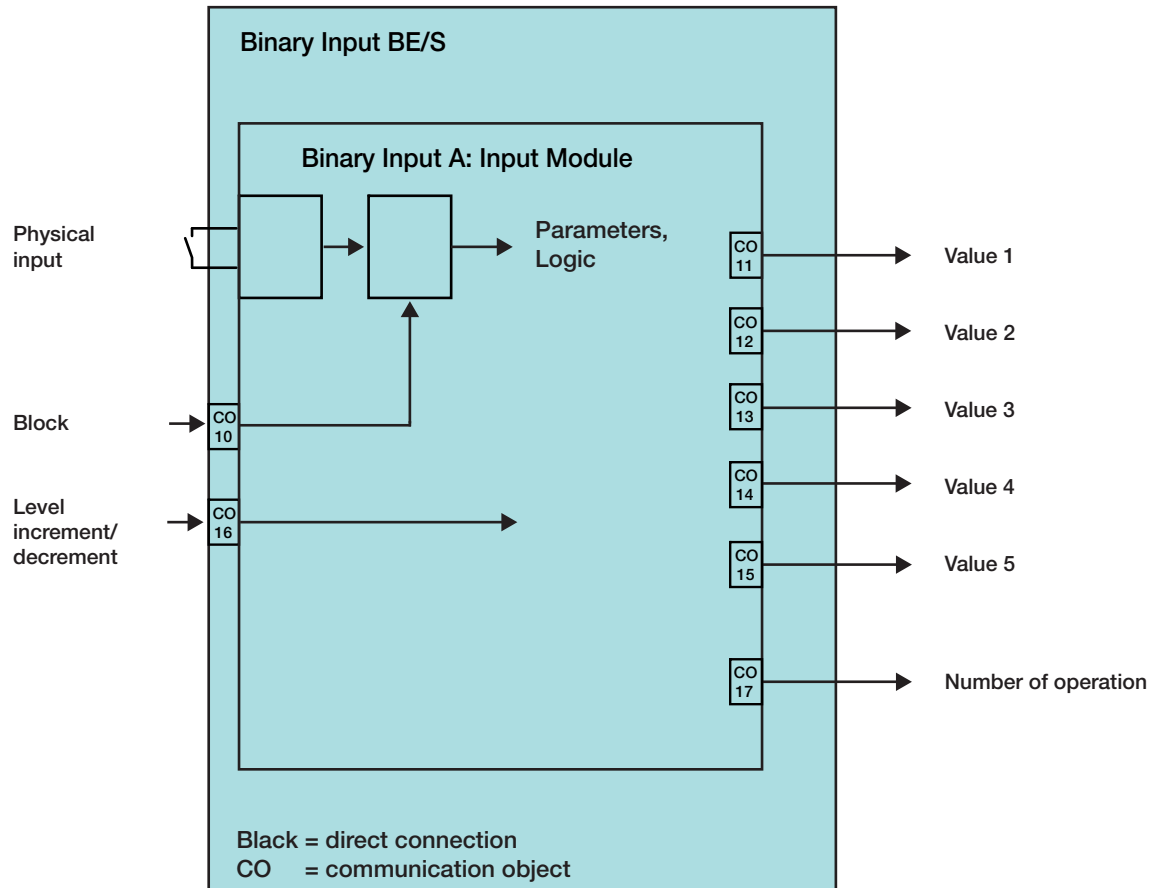 Binary Input BE/S
Binary Input A: Input Module
Physical
input
Parameters,
Logic
CO
11
Value 1
CO
12
Value 2
CO
13
Value 3
Block
CO
10
CO
14
Value 4
Level
increment/
decrement
CO
16
CO
15
Value 5
CO
17
Number of operation
Black = direct connection
CO = communication object